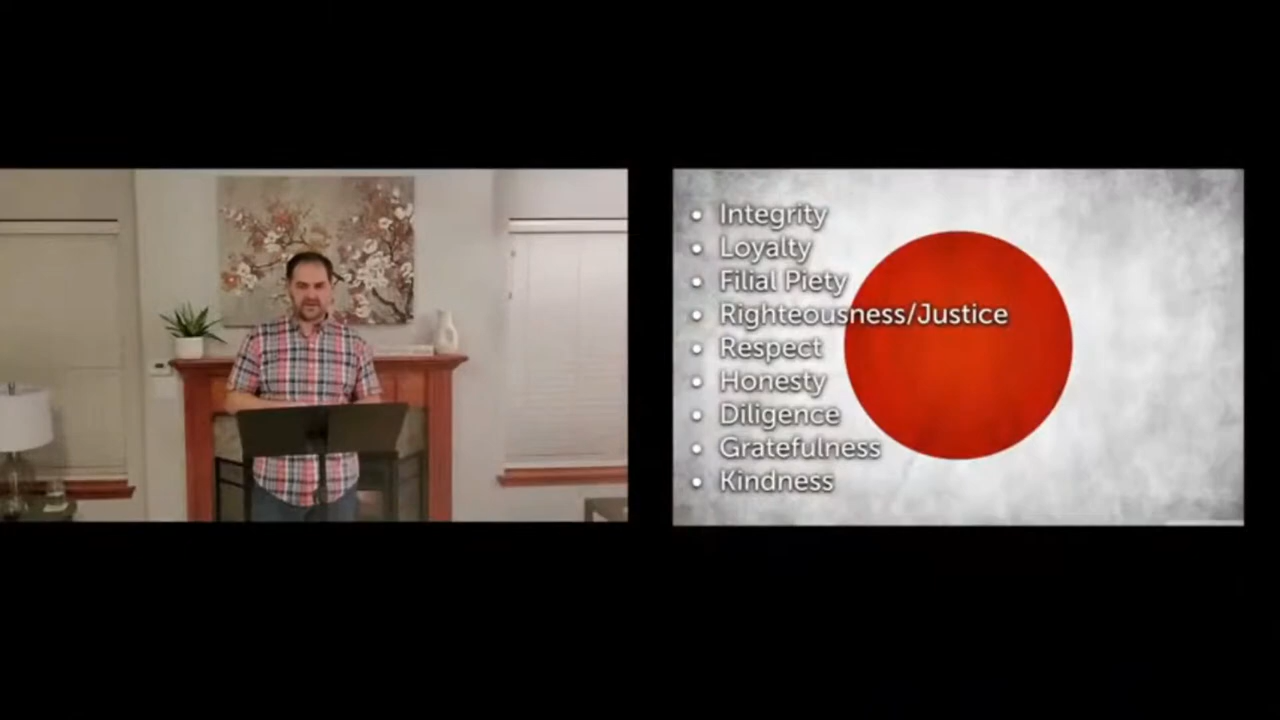 • Integrity
• Loyalty
• Filial Piety
• Righteousness/Justice
• Respect
• Honesty
• Diligence
• Gratefulness
• Kindness